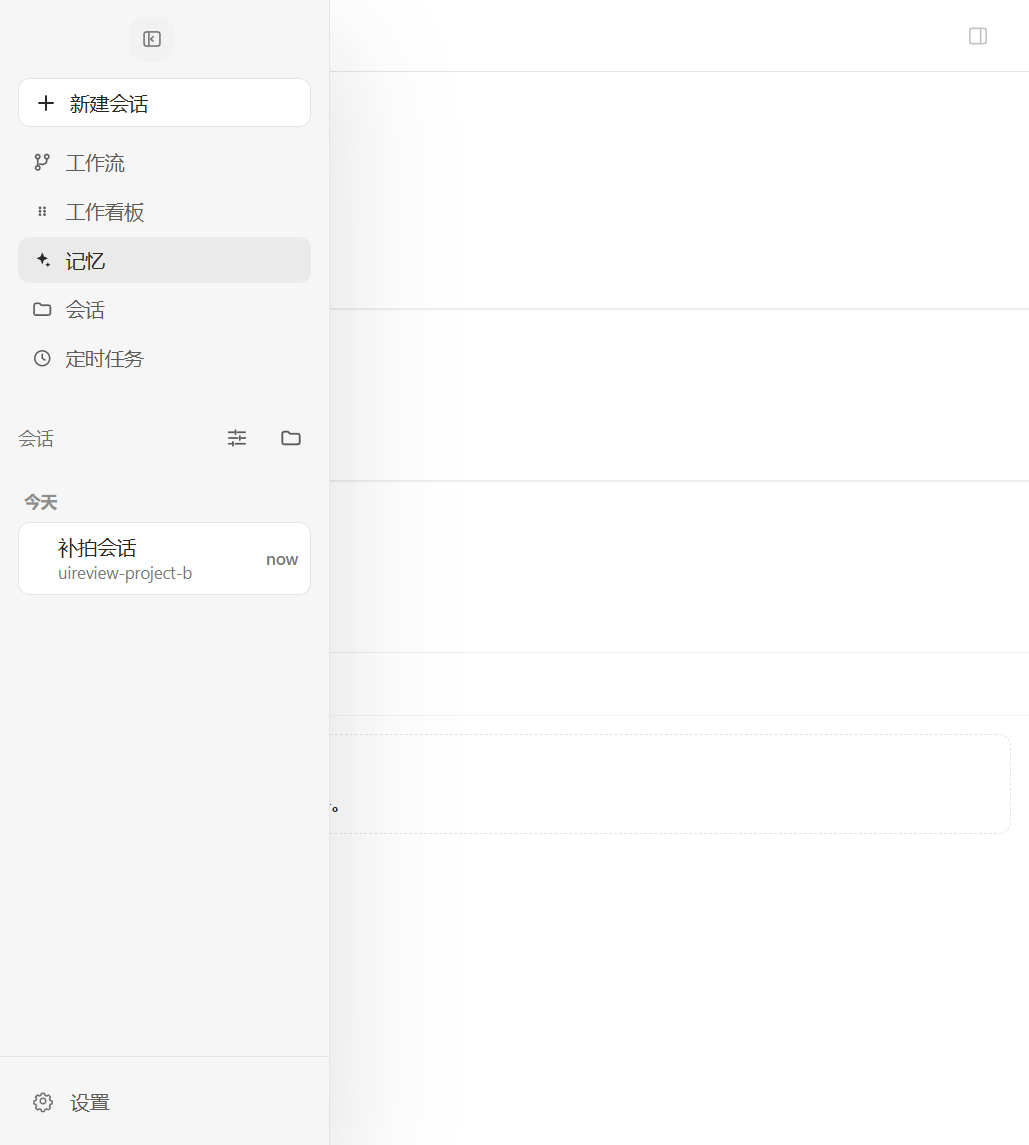 新建会话
工作流
工作看板
记忆
会话
定时任务
会话
今天
补拍会话
now
uireview-project-b
。
设置